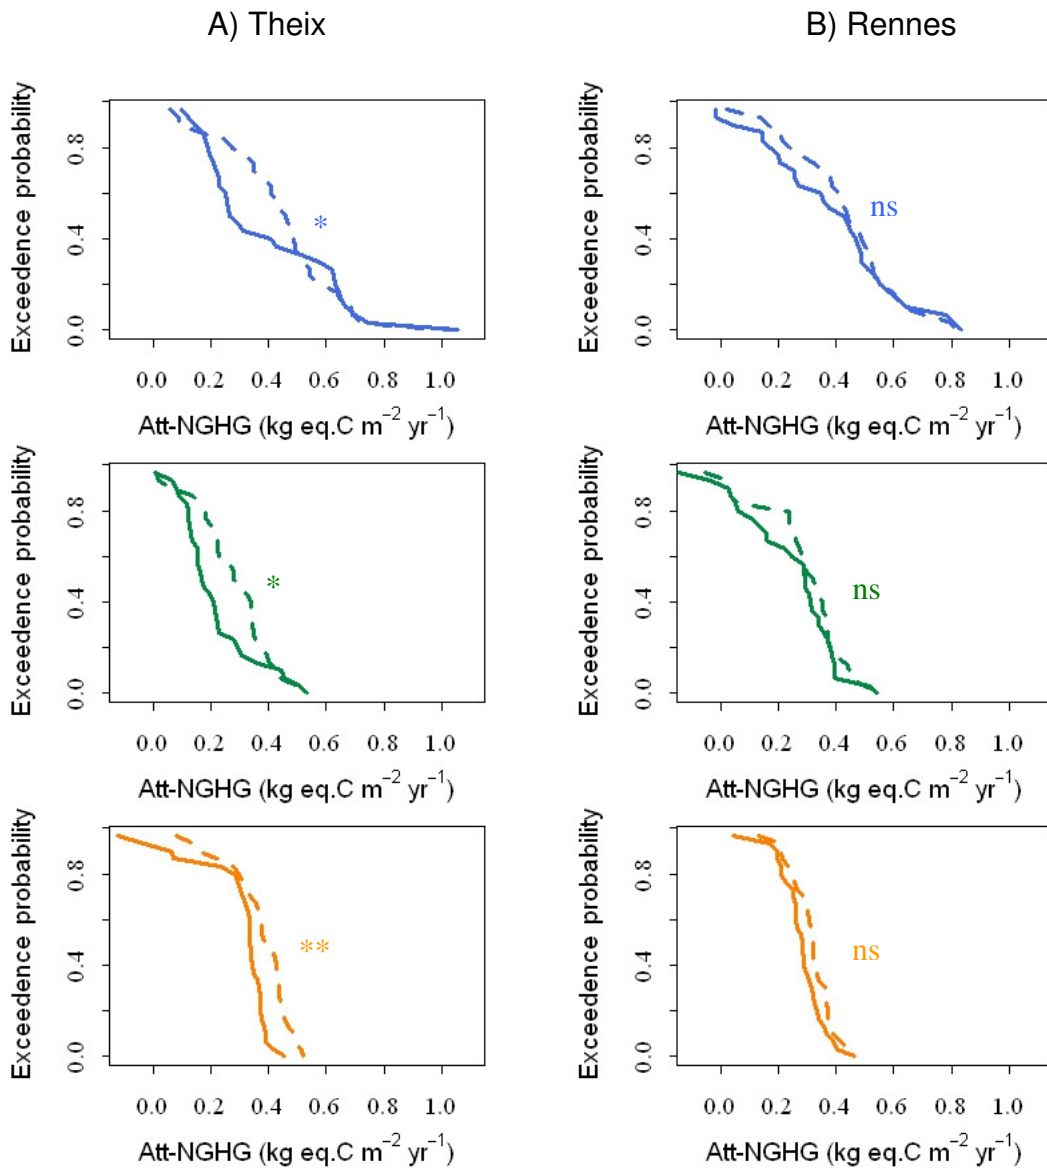 A) Theix
B) Rennes
Exceedence probability
0.8
0.4
0.0
*
0.0 0.2 0.4 0.6 0.8 1.0
Att-NGHG (kg eq.C m⁻² yr⁻¹)
Exceedence probability
0.8
0.4
0.0
ns
0.0 0.2 0.4 0.6 0.8 1.0
Att-NGHG (kg eq.C m⁻² yr⁻¹)
Exceedence probability
0.8
0.4
0.0
*
0.0 0.2 0.4 0.6 0.8 1.0
Att-NGHG (kg eq.C m⁻² yr⁻¹)
Exceedence probability
0.8
0.4
0.0
ns
0.0 0.2 0.4 0.6 0.8 1.0
Att-NGHG (kg eq.C m⁻² yr⁻¹)
Exceedence probability
0.8
0.4
0.0
**
0.0 0.2 0.4 0.6 0.8 1.0
Att-NGHG (kg eq.C m⁻² yr⁻¹)
Exceedence probability
0.8
0.4
0.0
ns
0.0 0.2 0.4 0.6 0.8 1.0
Att-NGHG (kg eq.C m⁻² yr⁻¹)